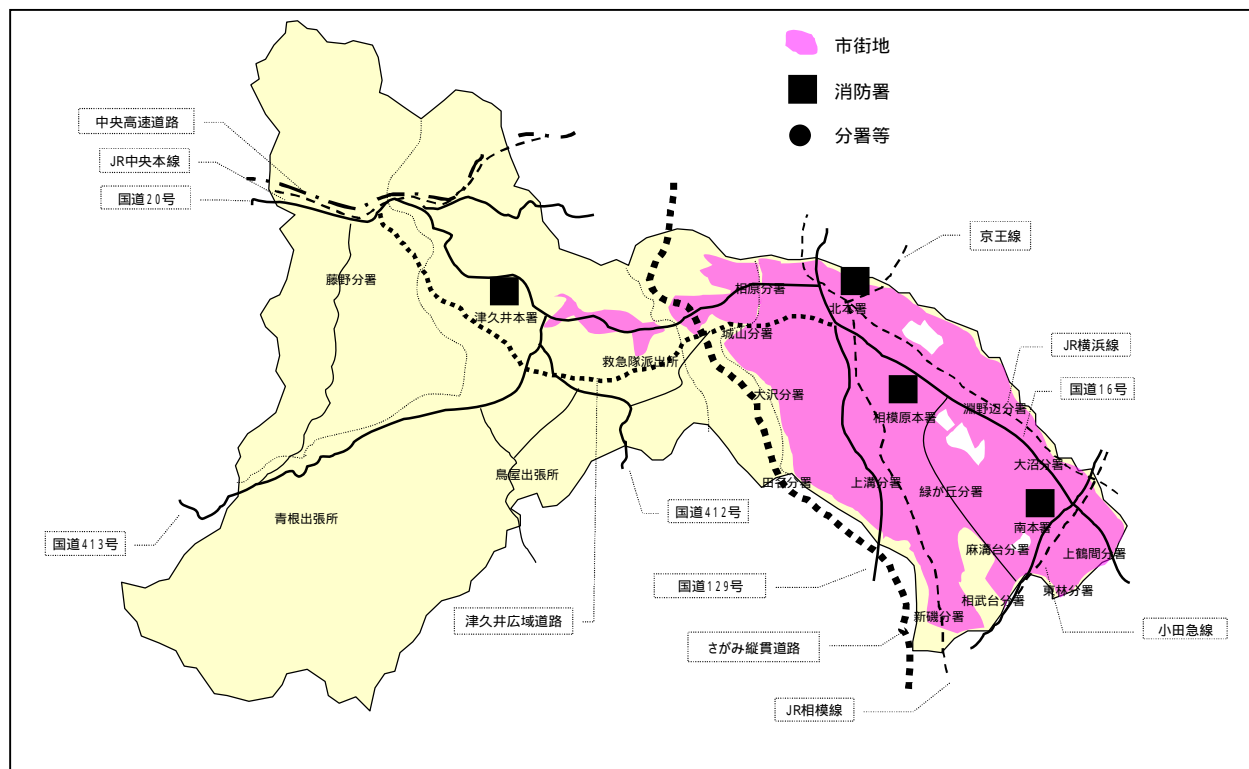 市街地
消防署
分署等
中央高速道路
JR中央本線
国道20号
京王線
藤野分署
相原分署
津久井本署
北本署
城山分署
JR横浜線
救急隊派出所
国道16号
大沢分署
相模原本署
淵野辺分署
大沼分署
鳥屋出張所
田名分署
上溝分署
緑が丘分署
国道412号
青根出張所
南本署
国道413号
麻溝台分署
上鶴間分署
国道129号
東林分署
相武台分署
津久井広域道路
新磯分署
小田急線
さがみ縦貫道路
JR相模線